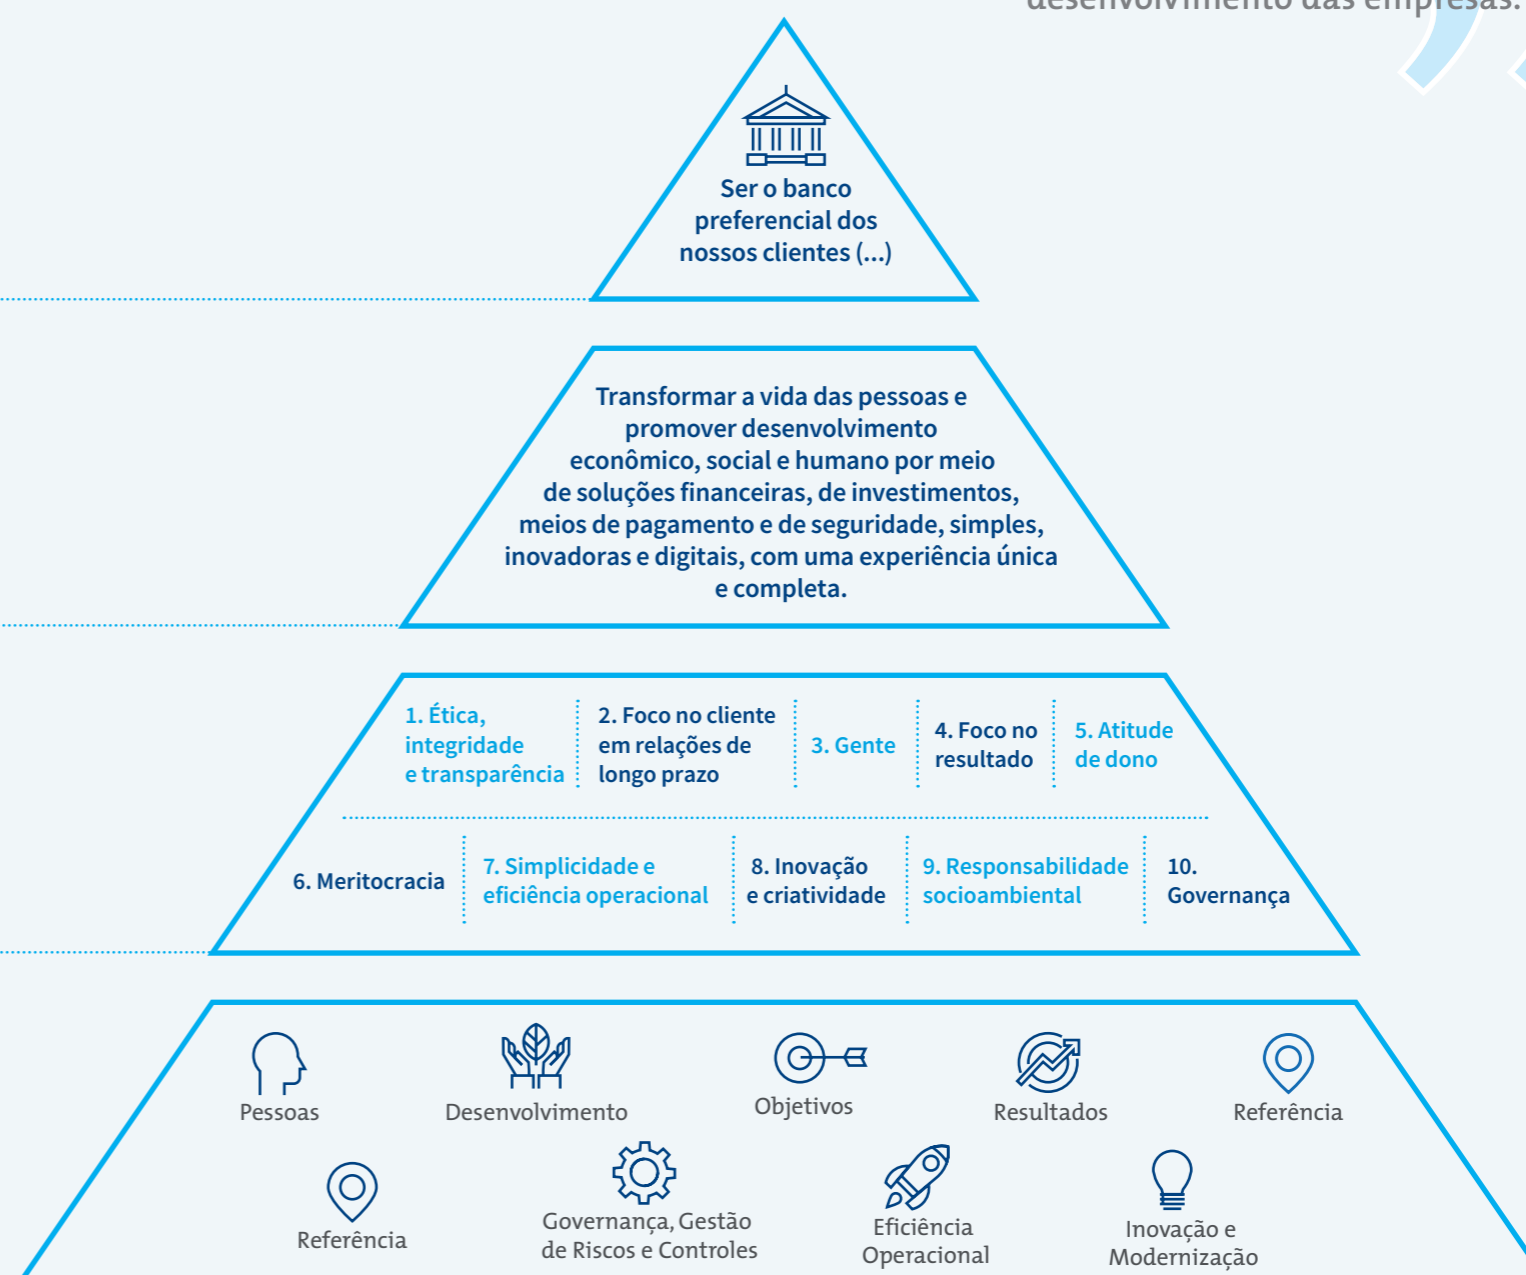 desenvolvimento das empresas.
Ser o banco
preferencial dos
nossos clientes (...)
Transformar a vida das pessoas e
promover desenvolvimento
econômico, social e humano por meio
de soluções financeiras, de investimentos,
meios de pagamento e de seguridade, simples,
inovadoras e digitais, com uma experiência única
e completa.
1. Ética,
integridade
e transparência
2. Foco no cliente
em relações de
longo prazo
3. Gente
4. Foco no
resultado
5. Atitude
de dono
6. Meritocracia
7. Simplicidade e
eficiência operacional
8. Inovação
e criatividade
9. Responsabilidade
socioambiental
10.
Governança
Pessoas
Desenvolvimento
Objetivos
Resultados
Referência
Referência
Governança, Gestão
de Riscos e Controles
Eficiência
Operacional
Inovação e
Modernização